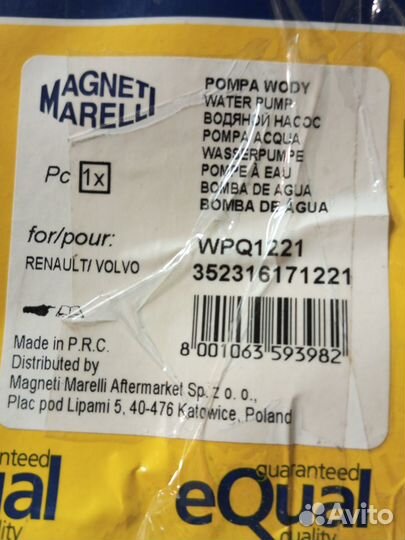 MAGNETI
MARELLI
POMPA WODY
WATER PUMP
ВОДЯНОЙ НАСОС
POMPA ACQUA
WASSERPUMPE
POMPE À EAU
BOMBA DE AGUA
BOMBA DE ÁGUA
Pc 1x
for/pour:
RENAULT/ VOLVO
WPQ1221
352316171221
8 001063 593982
Made in P.R.C.
Distributed by
Magneti Marelli Aftermarket Sp. z o. o.,
Plac pod Lipami 5, 40-476 Katowice, Poland
guaranteed
eQual
quality
guaranteed
eQual
quality
Avito